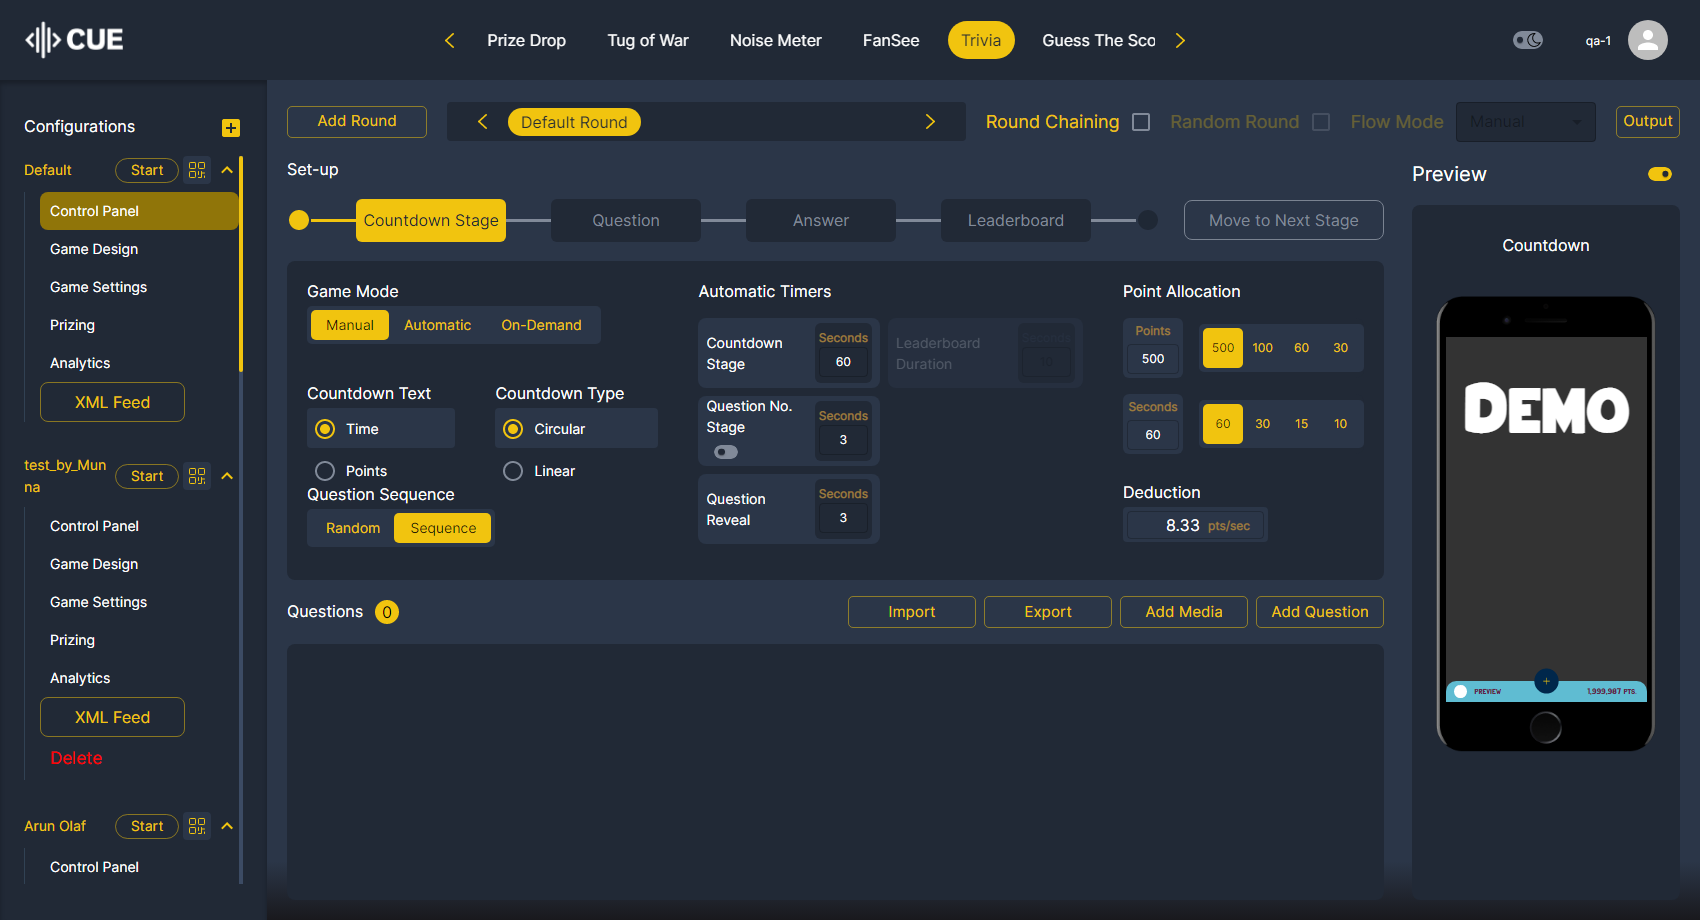 CUE
Prize Drop
Tug of War
Noise Meter
FanSee
Trivia
Guess The Sco
qa-1
Configurations
Default
Start
Control Panel
Game Design
Game Settings
Prizing
Analytics
XML Feed
test_by_Mun
na
Start
Control Panel
Game Design
Game Settings
Prizing
Analytics
XML Feed
Delete
Arun Olaf
Start
Control Panel
Add Round
Default Round
Round Chaining
Random Round
Flow Mode
Manual
Output
Set-up
Countdown Stage
Question
Answer
Leaderboard
Move to Next Stage
Game Mode
Manual
Automatic
On-Demand
Countdown Text
Time
Points
Countdown Type
Circular
Linear
Question Sequence
Random
Sequence
Automatic Timers
Countdown
Stage
Seconds
60
Leaderboard
Duration
Seconds
10
Question No.
Stage
Seconds
3
Question
Reveal
Seconds
3
Point Allocation
Points
500
500
100
60
30
Seconds
60
60
30
15
10
Deduction
8.33 pts/sec
Questions 0
Import
Export
Add Media
Add Question
Preview
Countdown
DEMO
PREVIEW
+
1,999,987 PTS.